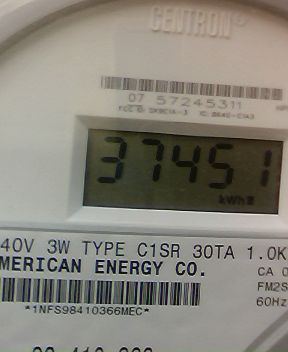 CENTRON®
07 57245311
37451
kWh
40V 3W TYPE C1SR 30TA 1.0K
MERICAN ENERGY CO.
CA 0
FM2S
60Hz
*1NFS98410366MEC*